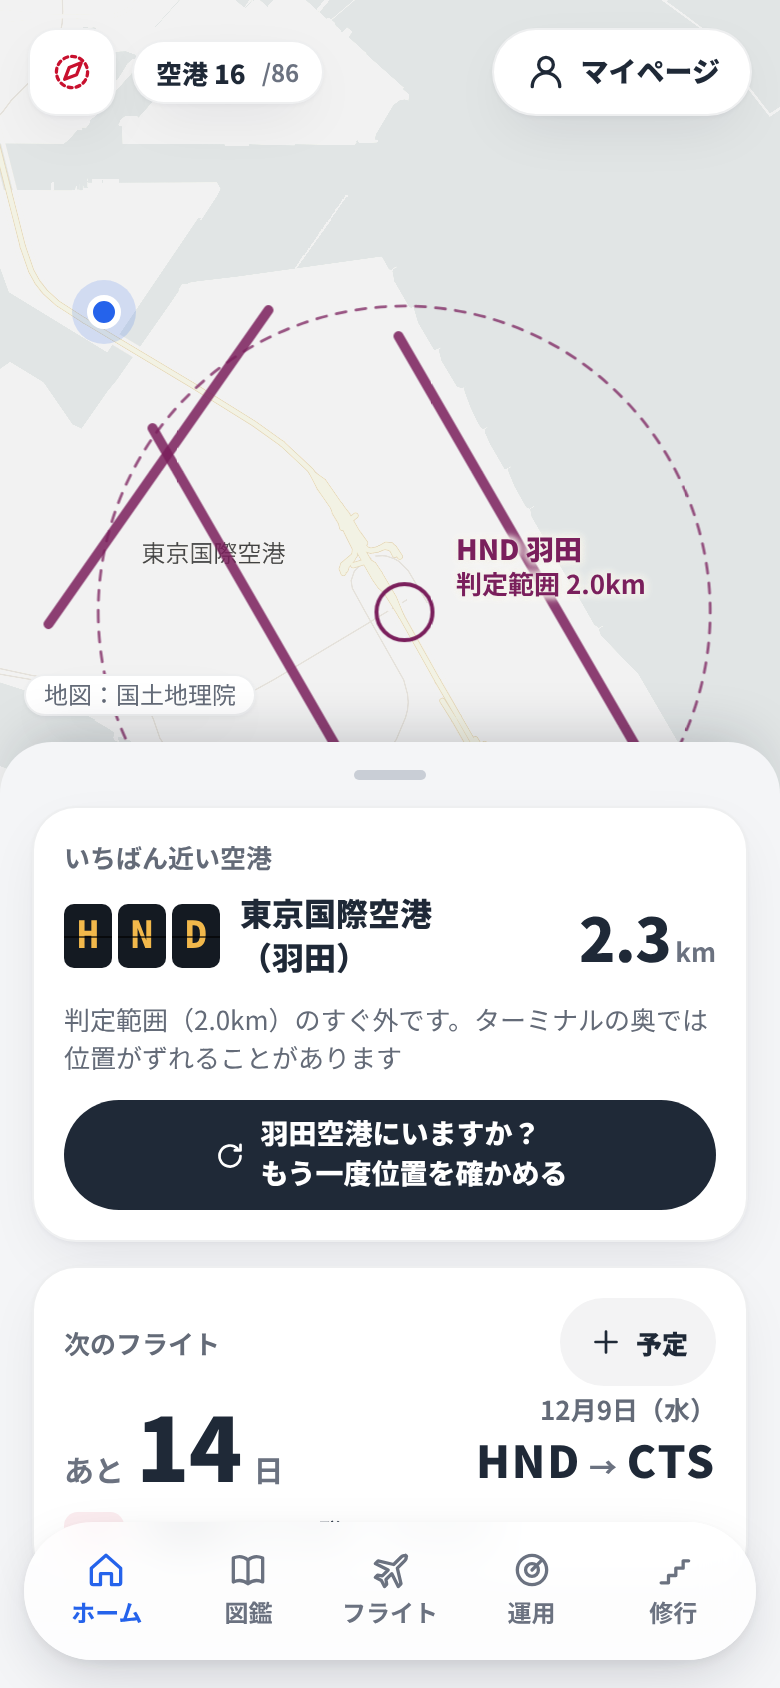 空港 16 /86
マイページ
東京国際空港
HND 羽田
判定範囲 2.0km
地図：国土地理院
いちばん近い空港
HND
東京国際空港
（羽田）
2.3 km
判定範囲（2.0km）のすぐ外です。ターミナルの奥では
位置がずれることがあります
羽田空港にいますか？
もう一度位置を確かめる
次のフライト
＋ 予定
あと 14 日
12月9日（水）
HND → CTS
ホーム
図鑑
フライト
運用
修行